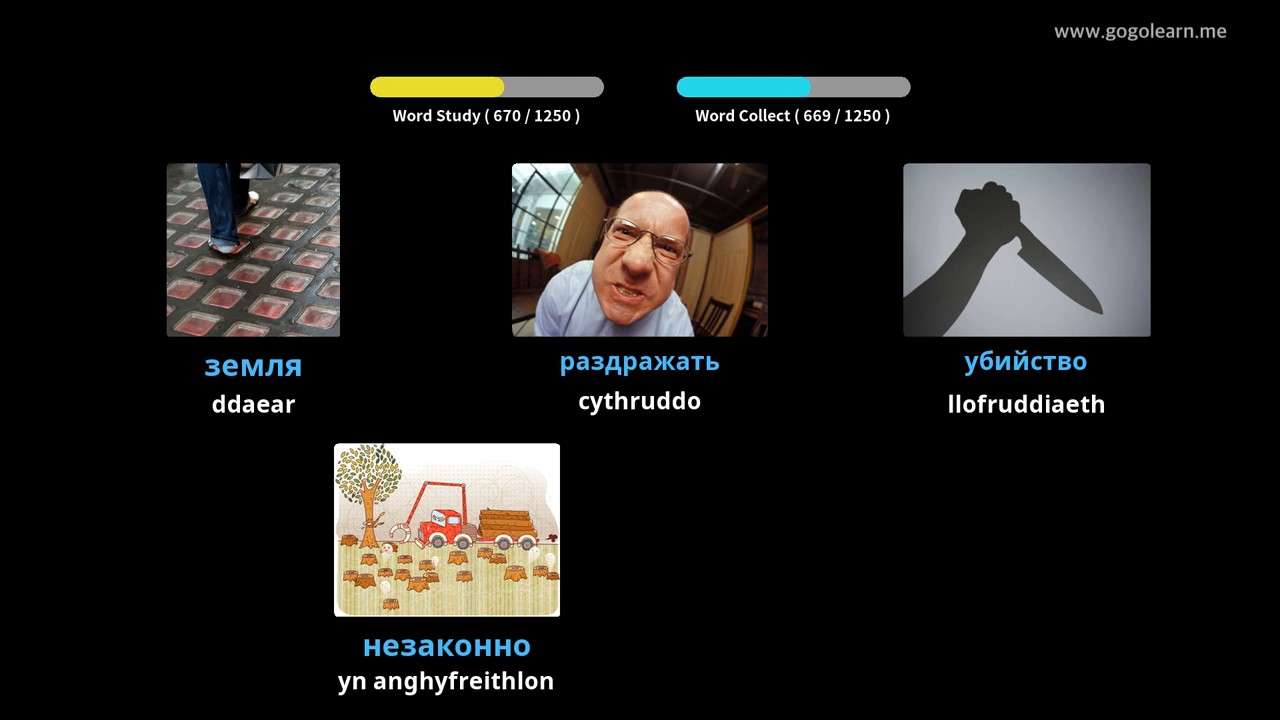 www.gogolearn.me
Word Study ( 670 / 1250 )
Word Collect ( 669 / 1250 )
земля
ddaear
раздражать
cythruddo
убийство
llofruddiaeth
незаконно
yn anghyfreithlon